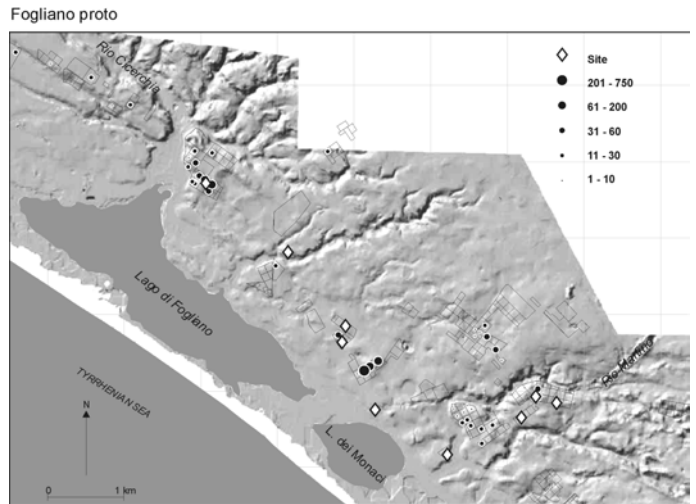 Fogliano proto
Rio Cicerchia
Site
201 - 750
61 - 200
31 - 60
11 - 30
1 - 10
Lago di Fogliano
Rio Martino
TYRRHENIAN SEA
N
L. dei Monaci
0 1 km